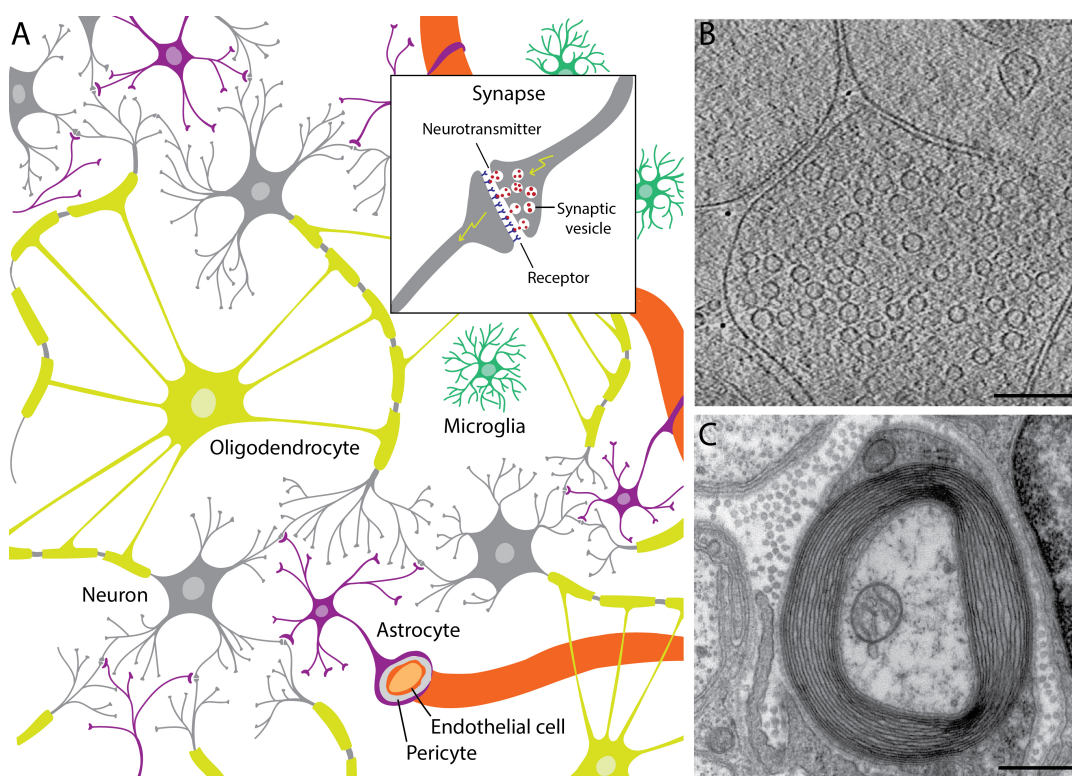 A
Synapse
Neurotransmitter
Synaptic
vesicle
Receptor
Microglia
Oligodendrocyte
Neuron
Astrocyte
Endothelial cell
Pericyte
B
C